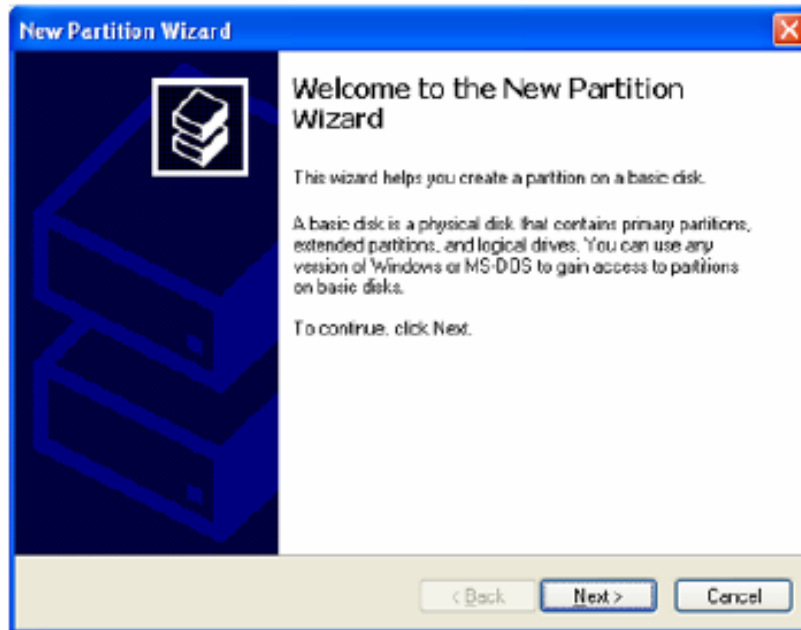 New Partition Wizard
Welcome to the New Partition
Wizard
This wizard helps you create a partition on a basic disk.
A basic disk is a physical disk that contains primary partitions,
extended partitions, and logical drives. You can use any
version of Windows or MS-DOS to gain access to partitions
on basic disks.
To continue, click Next.
< Back
Next >
Cancel